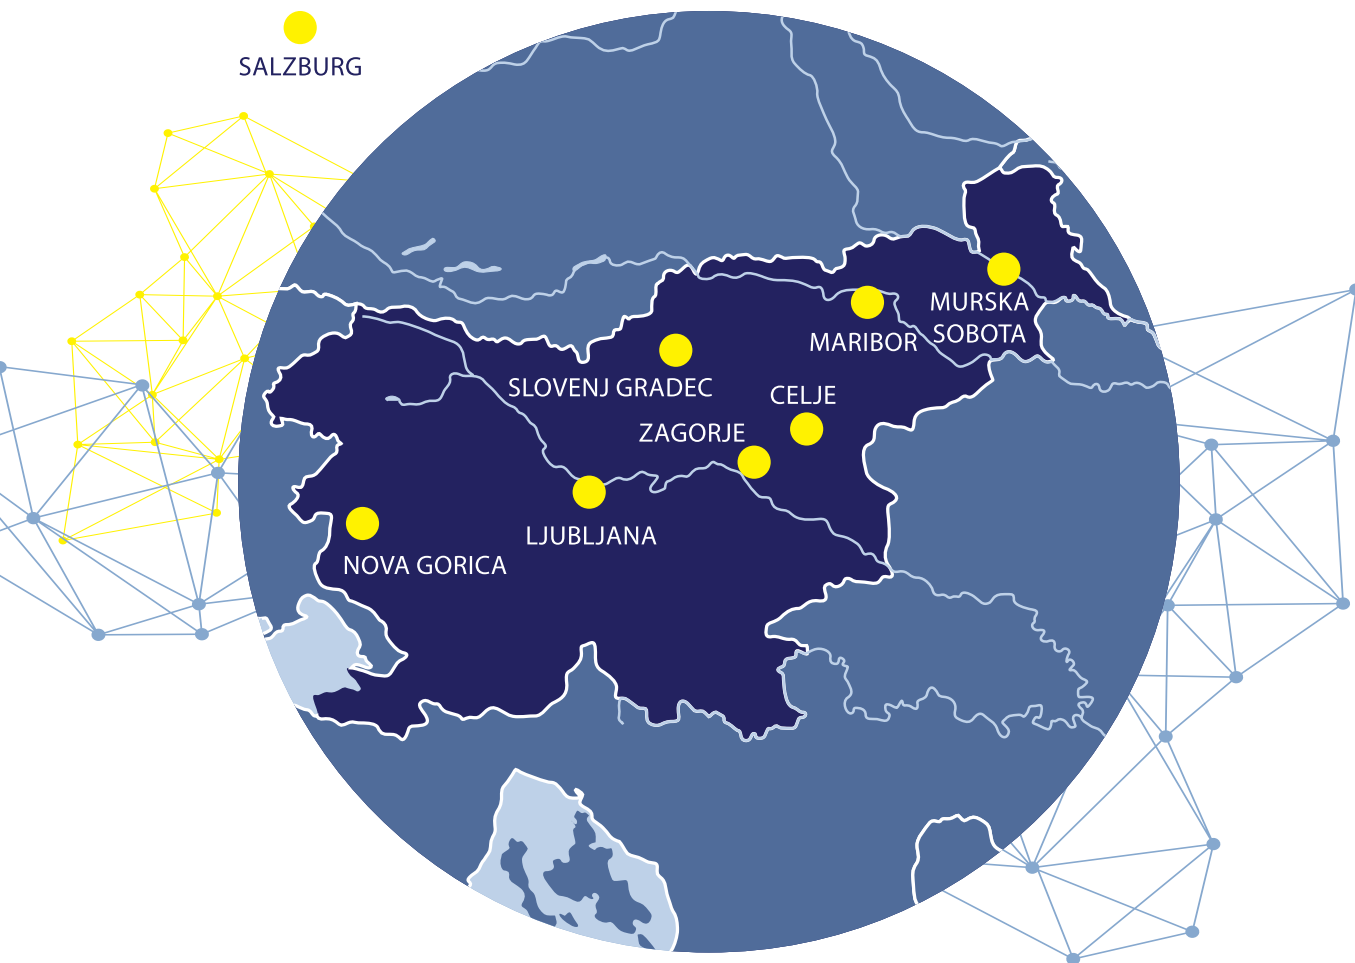 SALZBURG
MURSKA
SOBOTA
MARIBOR
SLOVENJ GRADEC
CELJE
ZAGORJE
LJUBLJANA
NOVA GORICA